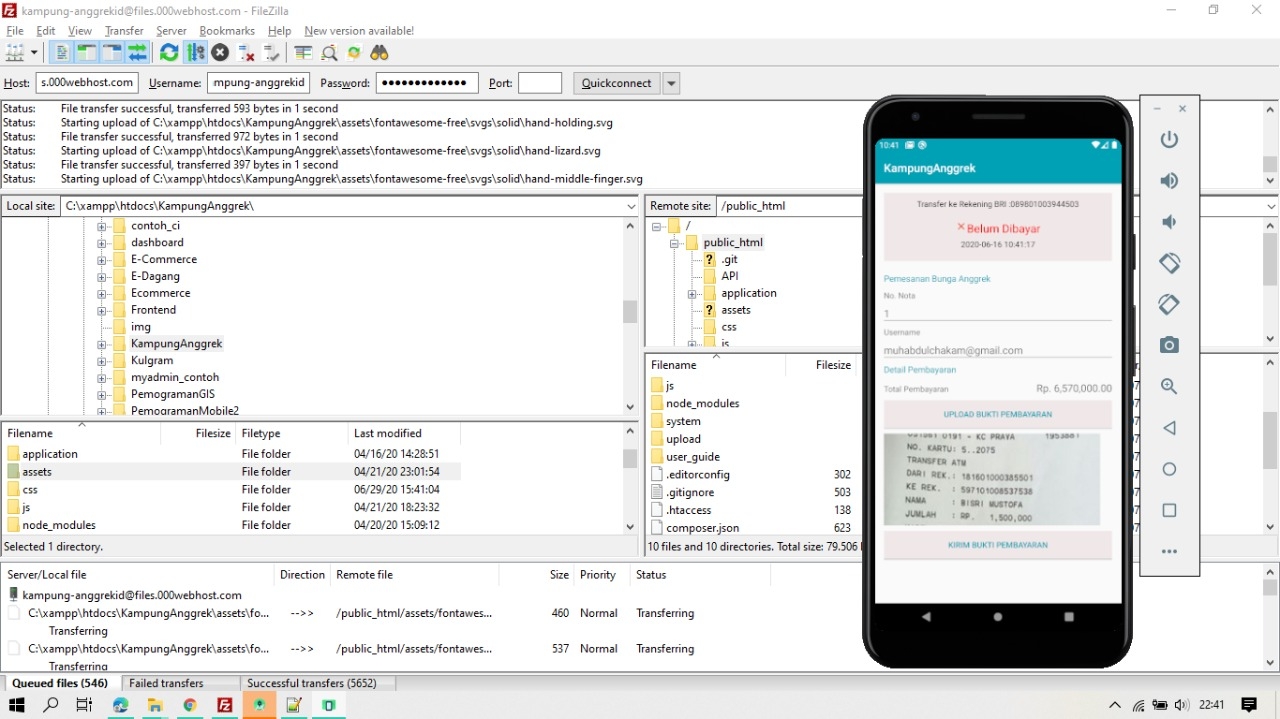 kampung-anggrekid@files.000webhost.com - FileZilla
File Edit View Transfer Server Bookmarks Help New version available!
Host: s.000webhost.com Username: mpung-anggrekid Password: ●●●●●●●●●●●●● Port: Quickconnect
Status: File transfer successful, transferred 593 bytes in 1 second
Status: Starting upload of C:\xampp\htdocs\KampungAnggrek\assets\fontawesome-free\svgs\solid\hand-holding.svg
Status: File transfer successful, transferred 972 bytes in 1 second
Status: Starting upload of C:\xampp\htdocs\KampungAnggrek\assets\fontawesome-free\svgs\solid\hand-lizard.svg
Status: File transfer successful, transferred 397 bytes in 1 second
Status: Starting upload of C:\xampp\htdocs\KampungAnggrek\assets\fontawesome-free\svgs\solid\hand-middle-finger.svg
Local site: C:\xampp\htdocs\KampungAnggrek\
contoh_ci
dashboard
E-Commerce
E-Dagang
Ecommerce
Frontend
img
KampungAnggrek
Kulgram
myadmin_contoh
PemogramanGIS
PemogramanMobile2
Filename Filesize Filetype Last modified
application File folder 04/16/20 14:28:51
assets File folder 04/21/20 23:01:54
css File folder 06/29/20 15:41:04
js File folder 04/21/20 18:23:32
node_modules File folder 04/20/20 15:09:12
Selected 1 directory.
Remote site: /public_html
/
public_html
.git
API
application
assets
css
js
Filename Filesize
js
node_modules
system
upload
user_guide
.editorconfig 302
.gitignore 503
.htaccess 138
composer.json 623
10 files and 10 directories. Total size: 79.506
Server/Local file Direction Remote file Size Priority Status
kampung-anggrekid@files.000webhost.com
C:\xampp\htdocs\KampungAnggrek\assets\fo... -->> /public_html/assets/fontawes... 460 Normal Transferring
Transferring
C:\xampp\htdocs\KampungAnggrek\assets\fo... -->> /public_html/assets/fontawes... 537 Normal Transferring
Transferring
Queued files (546) Failed transfers Successful transfers (5652)
10:41
KampungAnggrek
Transfer ke Rekening BRI :089801003944503
× Belum Dibayar
2020-06-16 10:41:17
Pemesanan Bunga Anggrek
No. Nota
1
Username
muhabdulchakam@gmail.com
Detail Pembayaran
Total Pembayaran Rp. 6,570,000.00
UPLOAD BUKTI PEMBAYARAN
0191 - KC PRAYA 1953881
NO. KARTU: 5..2075
TRANSFER ATM
DARI REK.: 181601000385501
KE REK. : 597101008537538
NAMA : BISRI MUSTOFA
JUMLAH : RP. 1,500,000
KIRIM BUKTI PEMBAYARAN
22:41